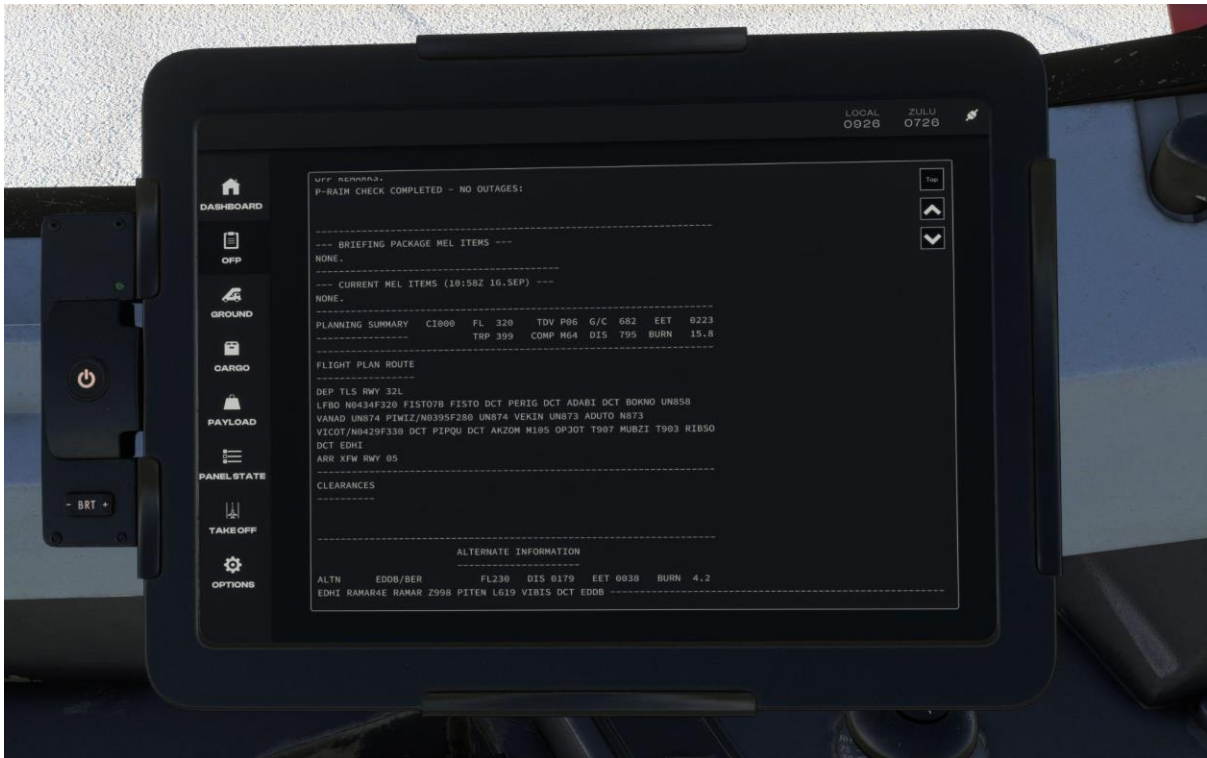 LOCAL ZULU
0926 0726
DASHBOARD
OFP
GROUND
CARGO
PAYLOAD
PANEL STATE
TAKE OFF
OPTIONS
- BRT +
Top
OFP REMARKS:
P-RAIM CHECK COMPLETED - NO OUTAGES:
--- BRIEFING PACKAGE MEL ITEMS ---
NONE.
--- CURRENT MEL ITEMS (10:58Z 16.SEP) ---
NONE.
PLANNING SUMMARY CI000 FL 320 TDV P06 G/C 682 EET 0223
TRP 399 COMP M64 DIS 795 BURN 15.8
FLIGHT PLAN ROUTE
DEP TLS RWY 32L
LFBO N0434F320 FISTO7B FISTO DCT PERIG DCT ADABI DCT BOKNO UN858
VANAD UN874 PIWIZ/N0395F280 UN874 VEKIN UN873 ADUTO N873
VICOT/N0429F330 DCT PIPQU DCT AKZOM M105 OPJOT T907 MUBZI T903 RIBSO
DCT EDHI
ARR XFW RWY 05
CLEARANCES
ALTERNATE INFORMATION
ALTN EDDB/BER FL230 DIS 0179 EET 0038 BURN 4.2
EDHI RAMAR4E RAMAR Z998 PITEN L619 VIBIS DCT EDDB